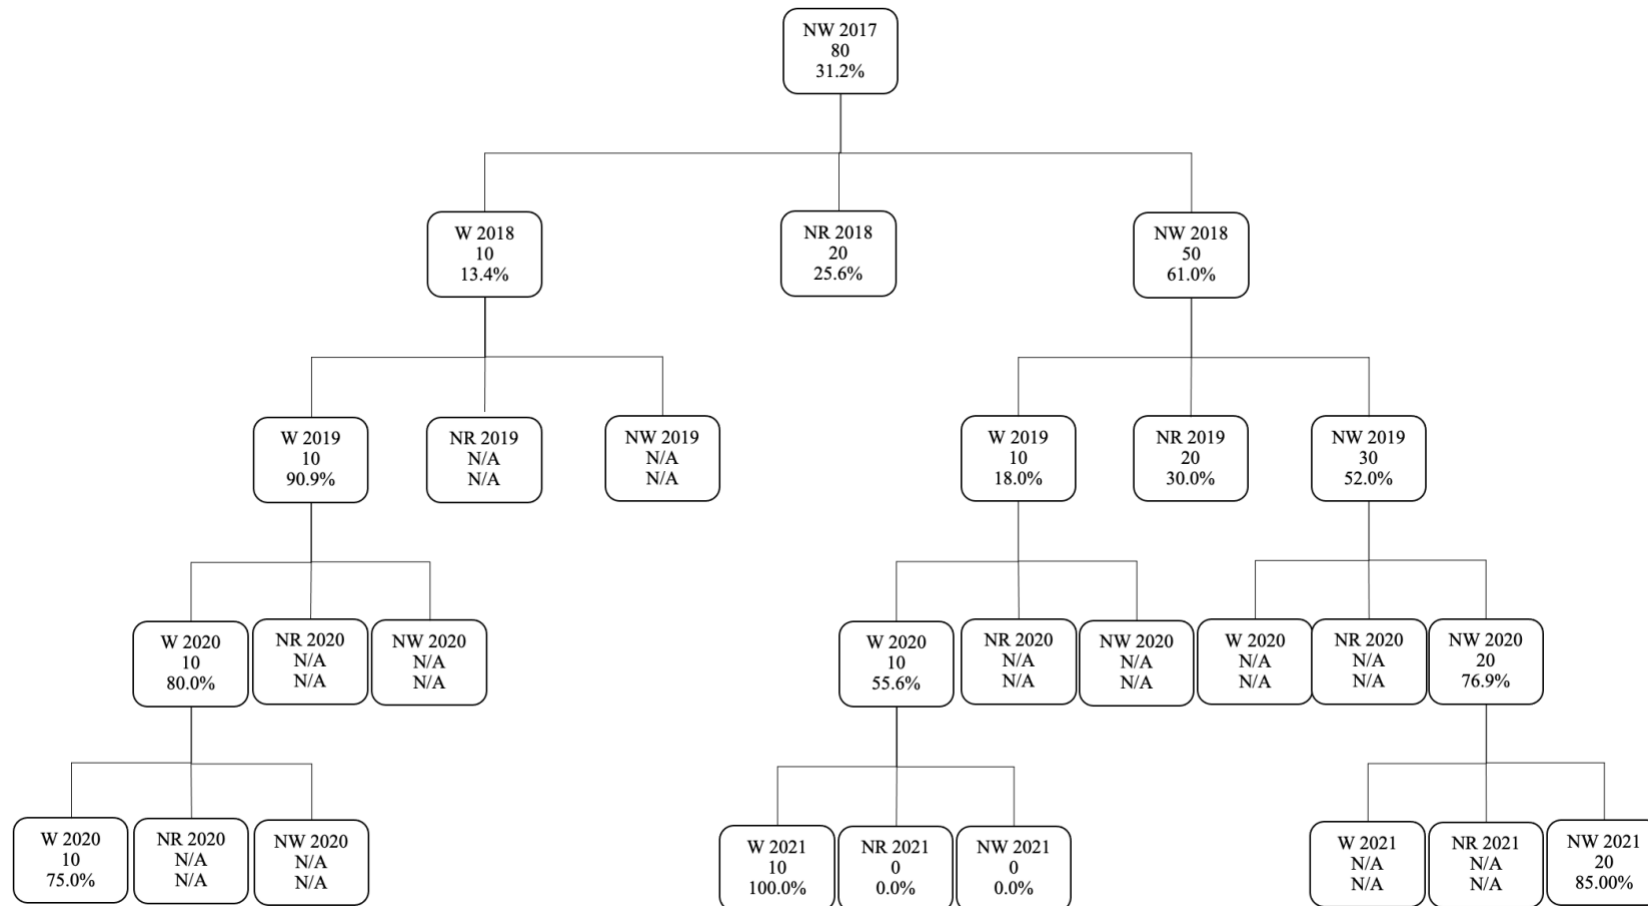 NW 2017
80
31.2%
W 2018
10
13.4%
NR 2018
20
25.6%
NW 2018
50
61.0%
W 2019
10
90.9%
NR 2019
N/A
N/A
NW 2019
N/A
N/A
W 2019
10
18.0%
NR 2019
20
30.0%
NW 2019
30
52.0%
W 2020
10
80.0%
NR 2020
N/A
N/A
NW 2020
N/A
N/A
W 2020
10
55.6%
NR 2020
N/A
N/A
NW 2020
N/A
N/A
W 2020
N/A
N/A
NR 2020
N/A
N/A
NW 2020
20
76.9%
W 2020
10
75.0%
NR 2020
N/A
N/A
NW 2020
N/A
N/A
W 2021
10
100.0%
NR 2021
0
0.0%
NW 2021
0
0.0%
W 2021
N/A
N/A
NR 2021
N/A
N/A
NW 2021
20
85.00%